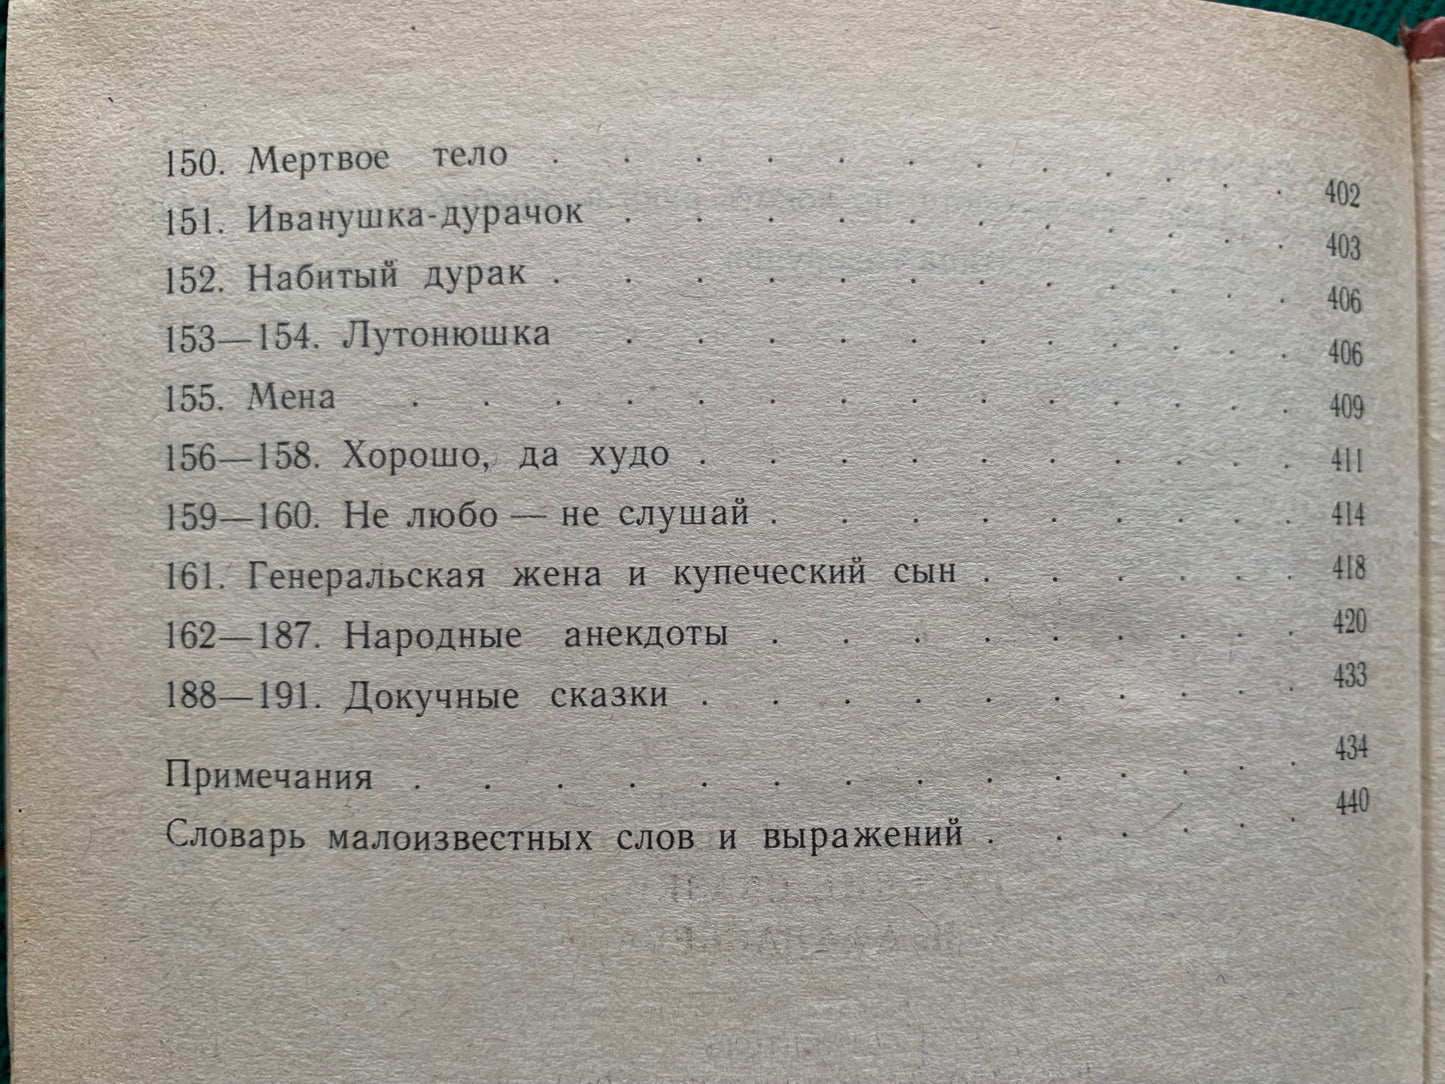 150. Мертвое тело . . . . . . . . . . . 402
151. Иванушка-дурачок . . . . . . . . . . 403
152. Набитый дурак . . . . . . . . . . . 406
153—154. Лутонюшка . . . . . . . . . . 406
155. Мена . . . . . . . . . . . . . 409
156—158. Хорошо, да худо . . . . . . . . . 411
159—160. Не любо — не слушай . . . . . . . . 414
161. Генеральская жена и купеческий сын . . . . . 418
162—187. Народные анекдоты . . . . . . . . 420
188—191. Докучные сказки . . . . . . . . . 433
Примечания . . . . . . . . . . . . . 434
Словарь малоизвестных слов и выражений . . . . . 440